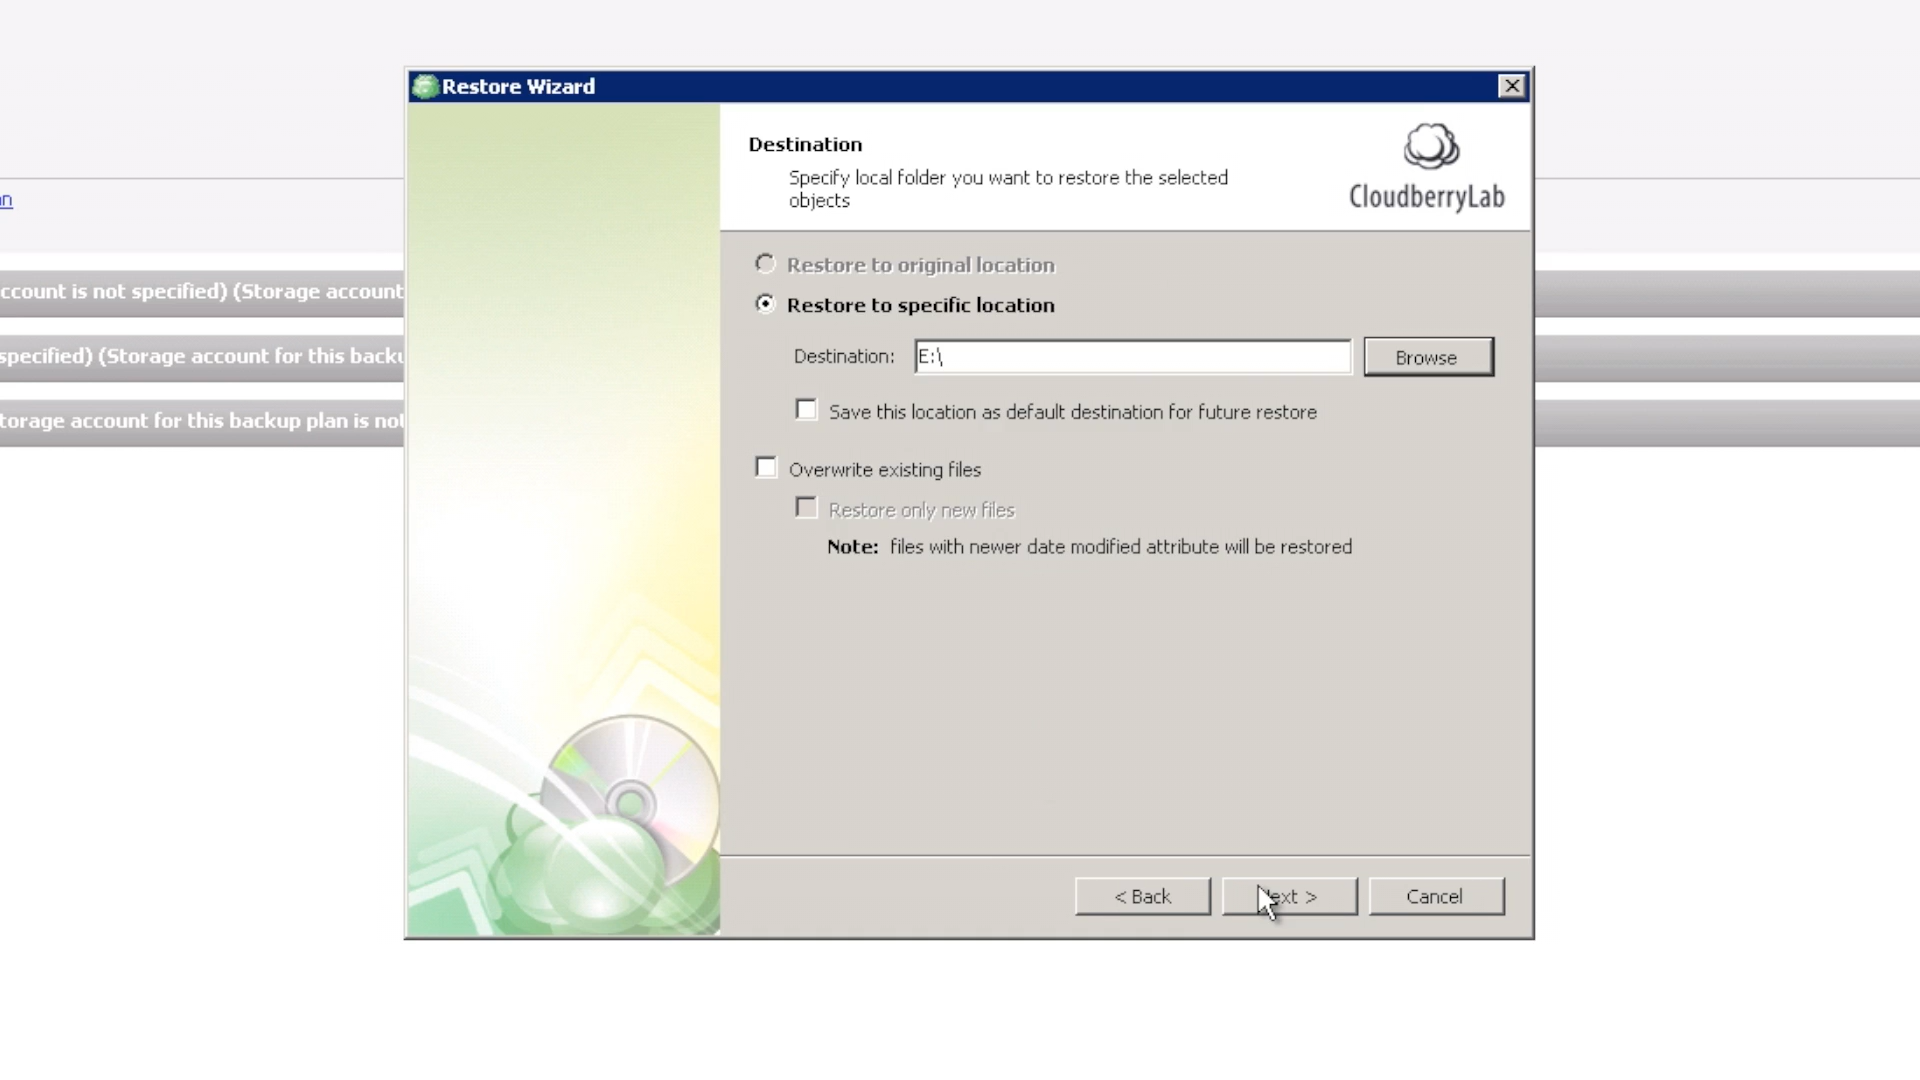 Restore Wizard
Destination
Specify local folder you want to restore the selected
objects
CloudberryLab
an
Restore to original location
account is not specified) (Storage account
Restore to specific location
specified) (Storage account for this backu
Destination: E:\ Browse
Save this location as default destination for future restore
torage account for this backup plan is not
Overwrite existing files
Restore only new files
Note: files with newer date modified attribute will be restored
< Back ext > Cancel